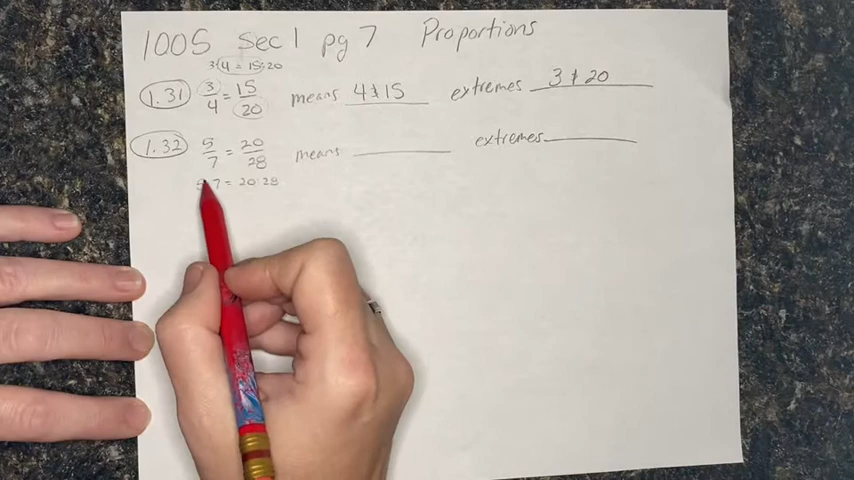 1005 Sec 1 pg 7 Proportions
3:4 = 15:20
1.31 3/4 = 15/20 means 4 & 15 extremes 3 & 20
1.32 5/7 = 20/28 means extremes
5:7 = 20:28